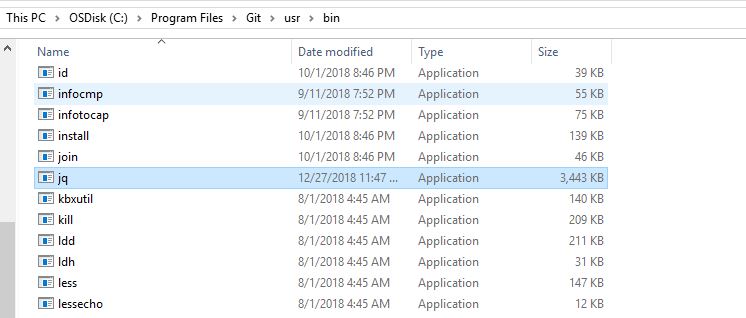 This PC > OSDisk (C:) > Program Files > Git > usr > bin
Name Date modified Type Size
id 10/1/2018 8:46 PM Application 39 KB
infocmp 9/11/2018 7:52 PM Application 55 KB
infotocap 9/11/2018 7:52 PM Application 75 KB
install 10/1/2018 8:46 PM Application 139 KB
join 10/1/2018 8:46 PM Application 46 KB
jq 12/27/2018 11:47 ... Application 3,443 KB
kbxutil 8/1/2018 4:45 AM Application 140 KB
kill 8/1/2018 4:45 AM Application 209 KB
ldd 8/1/2018 4:45 AM Application 211 KB
ldh 8/1/2018 4:45 AM Application 31 KB
less 8/1/2018 4:45 AM Application 147 KB
lessecho 8/1/2018 4:45 AM Application 12 KB